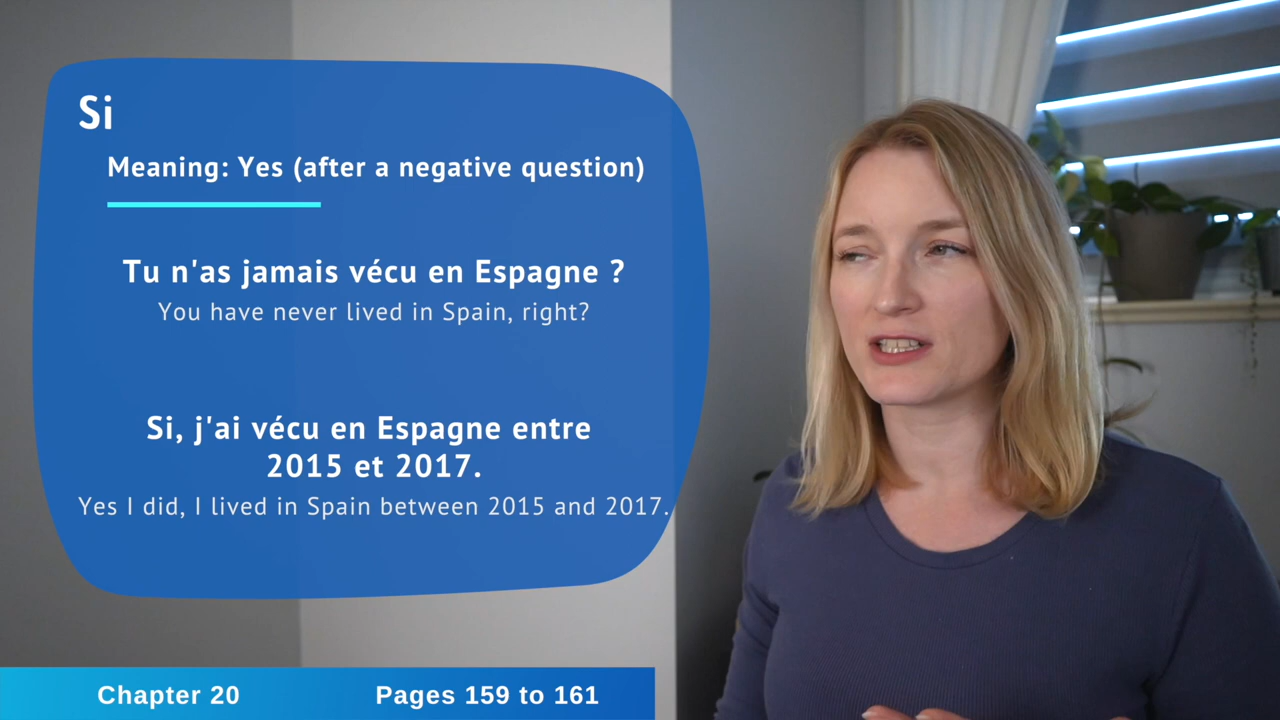 Si
Meaning: Yes (after a negative question)
Tu n'as jamais vécu en Espagne ?
You have never lived in Spain, right?
Si, j'ai vécu en Espagne entre
2015 et 2017.
Yes I did, I lived in Spain between 2015 and 2017.
Chapter 20
Pages 159 to 161